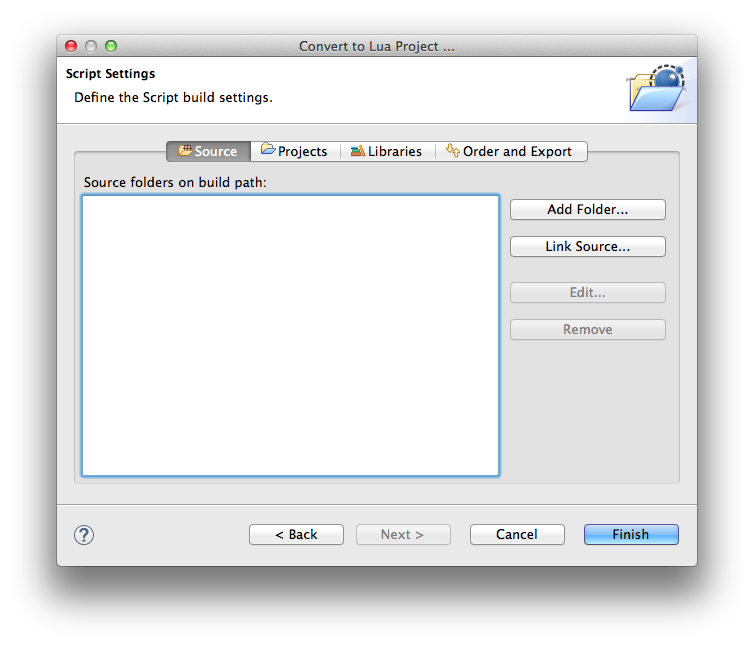 Convert to Lua Project ...
Script Settings
Define the Script build settings.
Source Projects Libraries Order and Export
Source folders on build path:
Add Folder...
Link Source...
Edit...
Remove
? < Back Next > Cancel Finish